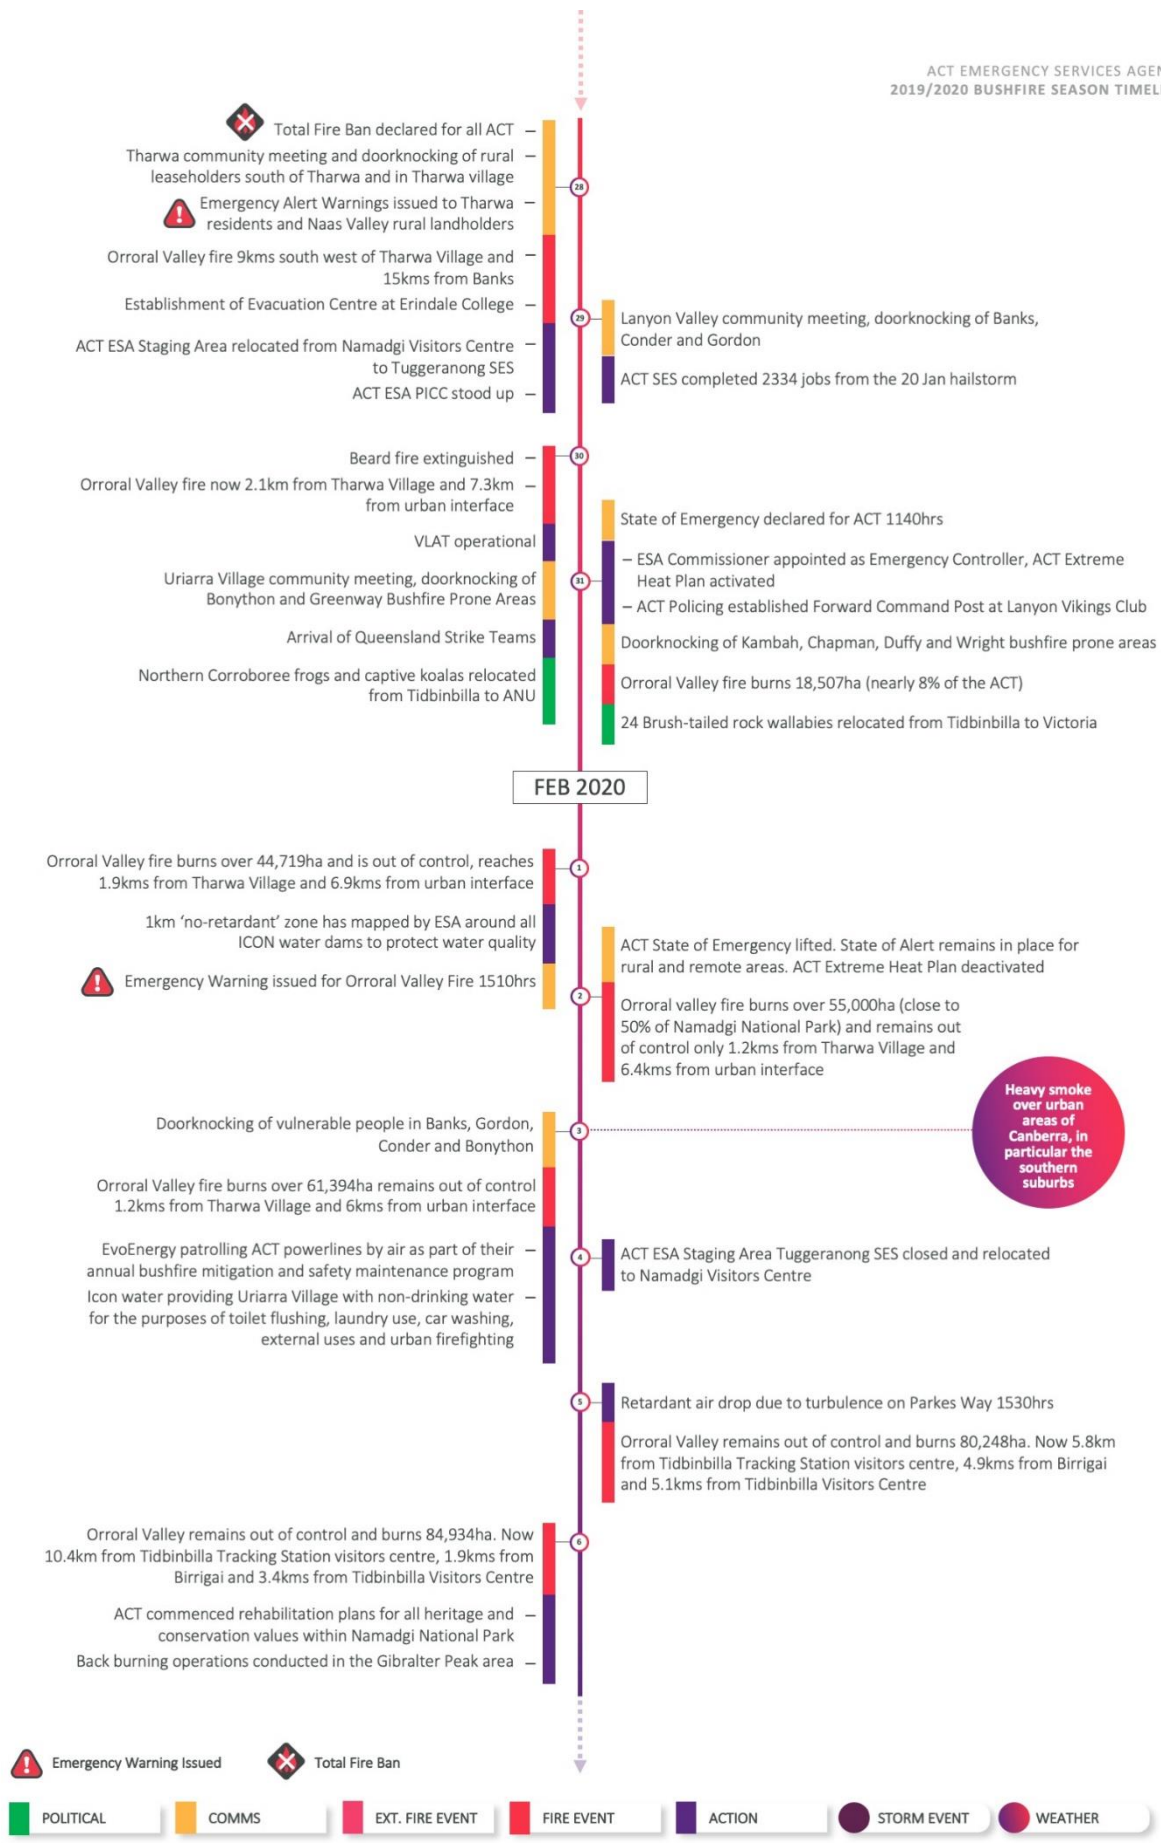 ACT EMERGENCY SERVICES AGEN
2019/2020 BUSHFIRE SEASON TIMEL
Total Fire Ban declared for all ACT –
Tharwa community meeting and doorknocking of rural –
leaseholders south of Tharwa and in Tharwa village
28
Emergency Alert Warnings issued to Tharwa –
residents and Naas Valley rural landholders
Orroral Valley fire 9kms south west of Tharwa Village and –
15kms from Banks
Establishment of Evacuation Centre at Erindale College –
ACT ESA Staging Area relocated from Namadgi Visitors Centre –
to Tuggeranong SES
ACT ESA PICC stood up –
29
Lanyon Valley community meeting, doorknocking of Banks,
Conder and Gordon
ACT SES completed 2334 jobs from the 20 Jan hailstorm
Beard fire extinguished –
30
Orroral Valley fire now 2.1km from Tharwa Village and 7.3km –
from urban interface
VLAT operational
Uriarra Village community meeting, doorknocking of
Bonython and Greenway Bushfire Prone Areas
Arrival of Queensland Strike Teams
Northern Corroboree frogs and captive koalas relocated
from Tidbinbilla to ANU
State of Emergency declared for ACT 1140hrs
31
– ESA Commissioner appointed as Emergency Controller, ACT Extreme
Heat Plan activated
– ACT Policing established Forward Command Post at Lanyon Vikings Club
Doorknocking of Kambah, Chapman, Duffy and Wright bushfire prone areas
Orroral Valley fire burns 18,507ha (nearly 8% of the ACT)
24 Brush-tailed rock wallabies relocated from Tidbinbilla to Victoria
FEB 2020
Orroral Valley fire burns over 44,719ha and is out of control, reaches
1.9kms from Tharwa Village and 6.9kms from urban interface
1
1km ‘no-retardant’ zone has mapped by ESA around all
ICON water dams to protect water quality
Emergency Warning issued for Orroral Valley Fire 1510hrs
ACT State of Emergency lifted. State of Alert remains in place for
rural and remote areas. ACT Extreme Heat Plan deactivated
2
Orroral valley fire burns over 55,000ha (close to
50% of Namadgi National Park) and remains out
of control only 1.2kms from Tharwa Village and
6.4kms from urban interface
Heavy smoke
over urban
areas of
Canberra, in
particular the
southern
suburbs
Doorknocking of vulnerable people in Banks, Gordon,
Conder and Bonython
3
Orroral Valley fire burns over 61,394ha remains out of control
1.2kms from Tharwa Village and 6kms from urban interface
EvoEnergy patrolling ACT powerlines by air as part of their –
annual bushfire mitigation and safety maintenance program
Icon water providing Uriarra Village with non-drinking water –
for the purposes of toilet flushing, laundry use, car washing,
external uses and urban firefighting
4
ACT ESA Staging Area Tuggeranong SES closed and relocated
to Namadgi Visitors Centre
5
Retardant air drop due to turbulence on Parkes Way 1530hrs
Orroral Valley remains out of control and burns 80,248ha. Now 5.8km
from Tidbinbilla Tracking Station visitors centre, 4.9kms from Birrigai
and 5.1kms from Tidbinbilla Visitors Centre
Orroral Valley remains out of control and burns 84,934ha. Now
10.4km from Tidbinbilla Tracking Station visitors centre, 1.9kms from
Birrigai and 3.4kms from Tidbinbilla Visitors Centre
6
ACT commenced rehabilitation plans for all heritage and –
conservation values within Namadgi National Park
Back burning operations conducted in the Gibralter Peak area –
Emergency Warning Issued
Total Fire Ban
POLITICAL
COMMS
EXT. FIRE EVENT
FIRE EVENT
ACTION
STORM EVENT
WEATHER